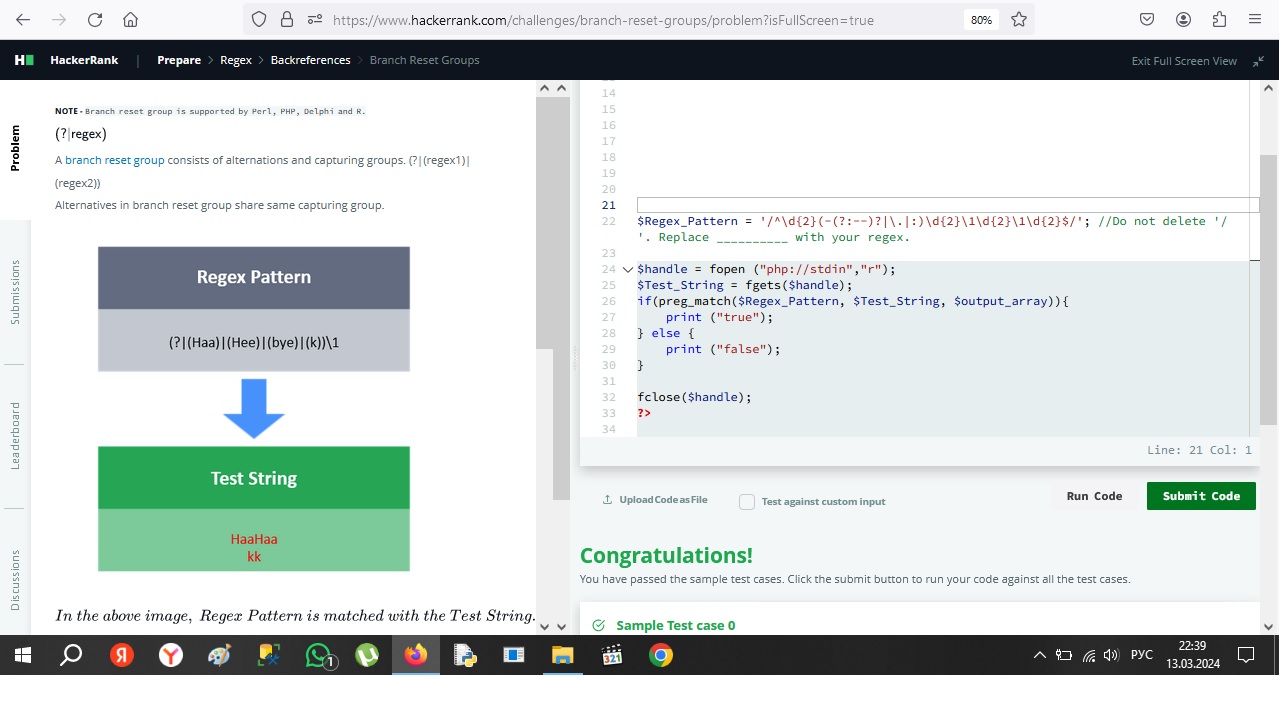 https://www.hackerrank.com/challenges/branch-reset-groups/problem?isFullScreen=true
80%
HackerRank | Prepare > Regex > Backreferences > Branch Reset Groups
Exit Full Screen View
Problem
Submissions
Leaderboard
Discussions
NOTE - Branch reset group is supported by Perl, PHP, Delphi and R.
(?|regex)
A branch reset group consists of alternations and capturing groups. (?|(regex1)|
(regex2))
Alternatives in branch reset group share same capturing group.
Regex Pattern
(?|(Haa)|(Hee)|(bye)|(k))\1
Test String
HaaHaa
kk
In the above image, Regex Pattern is matched with the Test String.
14
15
16
17
18
19
20
21
22 $Regex_Pattern = '/^\d{2}(-(?:--)?|\.|:)\d{2}\1\d{2}\1\d{2}$/'; //Do not delete '/
'. Replace __________ with your regex.
23
24 $handle = fopen ("php://stdin","r");
25 $Test_String = fgets($handle);
26 if(preg_match($Regex_Pattern, $Test_String, $output_array)){
27 print ("true");
28 } else {
29 print ("false");
30 }
31
32 fclose($handle);
33 ?>
34
Line: 21 Col: 1
Upload Code as File
Test against custom input
Run Code
Submit Code
Congratulations!
You have passed the sample test cases. Click the submit button to run your code against all the test cases.
Sample Test case 0
Я
1
321
РУС
22:39
13.03.2024